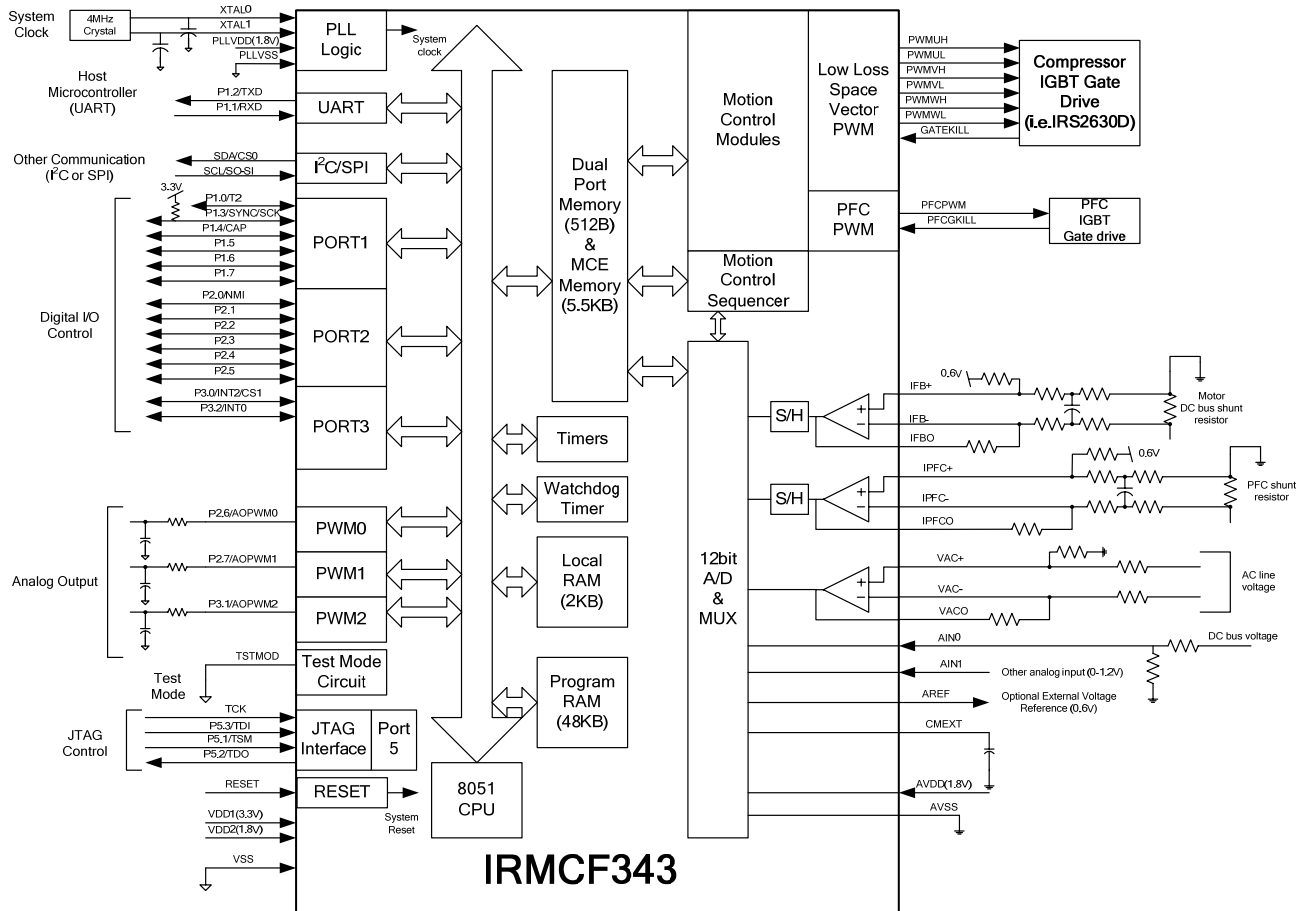 System
Clock
4MHz
Crystal
XTAL0
XTAL1
PLLVDD(1.8V)
PLLVSS
PLL
Logic
System
clock
Host
Microcontroller
(UART)
P1.2/TXD
P1.1/RXD
UART
Other Communication
(I²C or SPI)
SDA/CS0
SCL/SO-SI
I²C/SPI
3.3V
P1.0/T2
P1.3/SYNC/SCK
P1.4/CAP
P1.5
P1.6
P1.7
PORT1
Digital I/O
Control
P2.0/NMI
P2.1
P2.2
P2.3
P2.4
P2.5
PORT2
P3.0/INT2/CS1
P3.2/INT0
PORT3
Analog Output
P2.6/AOPWM0
PWM0
P2.7/AOPWM1
PWM1
P3.1/AOPWM2
PWM2
Test
Mode
TSTMOD
Test Mode
Circuit
JTAG
Control
TCK
P5.3/TDI
P5.1/TSM
P5.2/TDO
JTAG
Interface
Port
5
RESET
RESET
System
Reset
VDD1(3.3V)
VDD2(1.8V)
VSS
8051
CPU
Dual
Port
Memory
(512B)
&
MCE
Memory
(5.5KB)
Timers
Watchdog
Timer
Local
RAM
(2KB)
Program
RAM
(48KB)
Motion
Control
Modules
Motion
Control
Sequencer
Low Loss
Space
Vector
PWM
PFC
PWM
12bit
A/D
&
MUX
PWMUH
PWMUL
PWMVH
PWMVL
PWMWH
PWMWL
GATEKILL
Compressor
IGBT Gate
Drive
(i.e.IRS2630D)
PFCPWM
PFCGKILL
PFC
IGBT
Gate drive
S/H
+
−
IFB+
IFB-
IFBO
0.6V
Motor
DC bus shunt
resistor
S/H
+
−
IPFC+
IPFC-
IPFCO
0.6V
PFC shunt
resistor
+
−
VAC+
VAC-
VACO
AC line
voltage
AIN0
DC bus voltage
AIN1
Other analog input (0-1.2V)
AREF
Optional External Voltage
Reference (0.6V)
CMEXT
AVDD(1.8V)
AVSS
IRMCF343